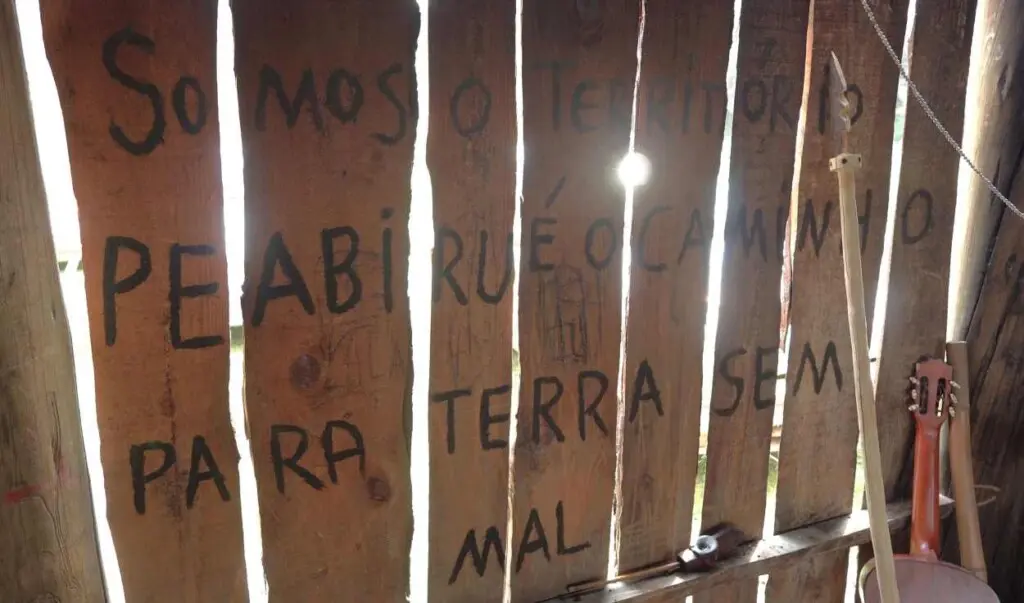 SOMOS O TERRITÓRIO
PEABiRU É O CAMINHO
PARA TERRA SEM
MAL